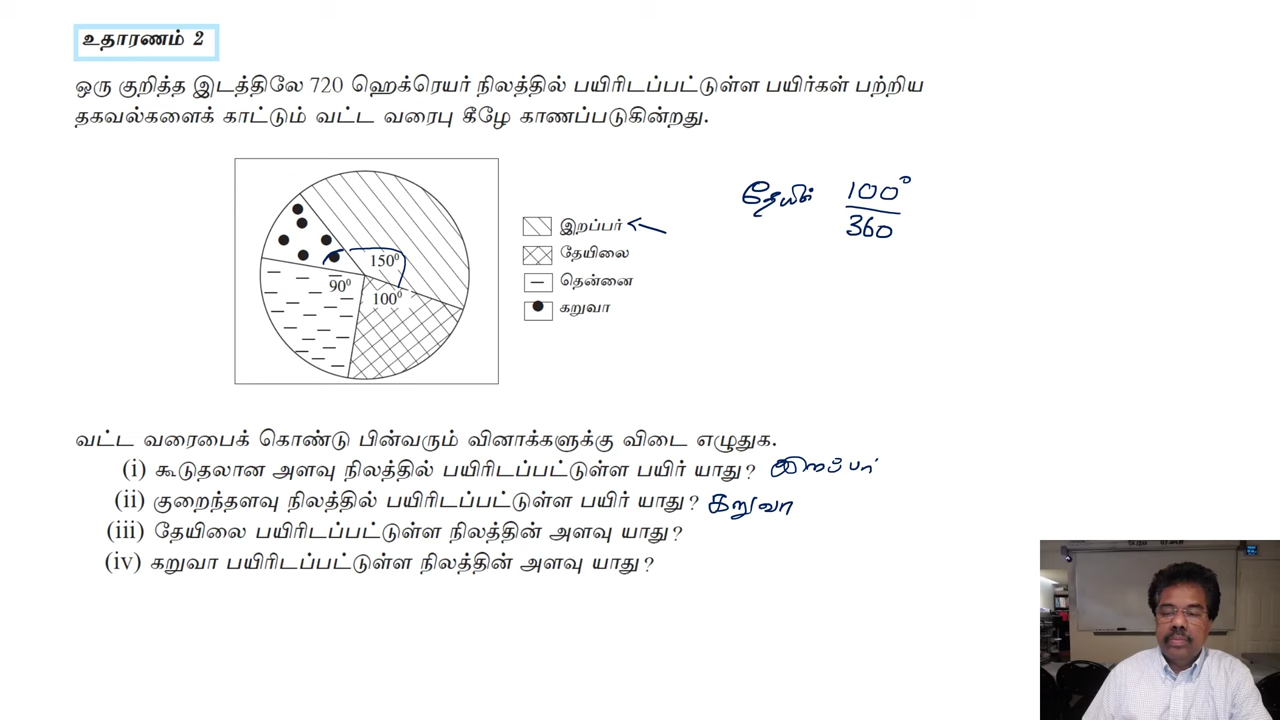 உதாரணம் 2
ஒரு குறித்த இடத்திலே 720 ஹெக்ரெயர் நிலத்தில் பயிரிடப்பட்டுள்ள பயிர்கள் பற்றிய
தகவல்களைக் காட்டும் வட்ட வரைபு கீழே காணப்படுகின்றது.
150⁰
90⁰
100⁰
இறப்பர்
தேயிலை
தென்னை
கறுவா
100°
360
வட்ட வரைபைக் கொண்டு பின்வரும் வினாக்களுக்கு விடை எழுதுக.
(i) கூடுதலான அளவு நிலத்தில் பயிரிடப்பட்டுள்ள பயிர் யாது? இறப்பர்
(ii) குறைந்தளவு நிலத்தில் பயிரிடப்பட்டுள்ள பயிர் யாது? கறுவா
(iii) தேயிலை பயிரிடப்பட்டுள்ள நிலத்தின் அளவு யாது?
(iv) கறுவா பயிரிடப்பட்டுள்ள நிலத்தின் அளவு யாது?